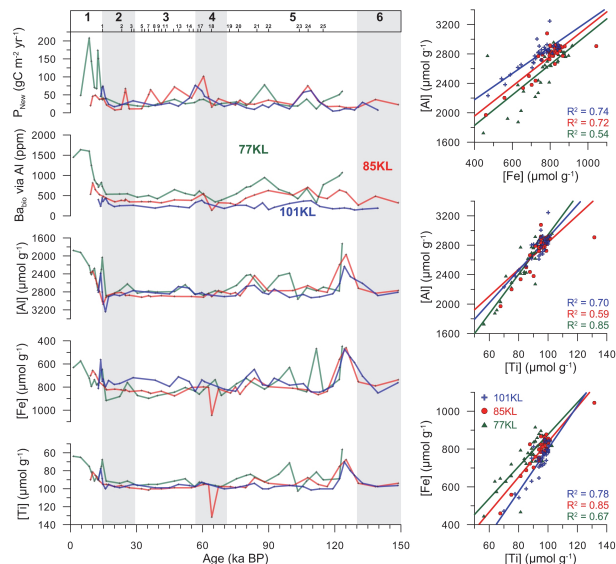 1 2 3 4 5 6
1 2 3 4 5 7 8 9 11 13 14 15 17 18 19 20 21 22 23 24 25
P New (gC m⁻² yr⁻¹)
200
150
100
50
0
Ba bio via Al (ppm)
2000
1500
1000
500
0
77KL
85KL
101KL
[Al] (µmol g⁻¹)
1600
2000
2400
2800
3200
[Fe] (µmol g⁻¹)
400
600
800
1000
[Ti] (µmol g⁻¹)
60
80
100
120
140
0 30 60 90 120 150
Age (ka BP)
[Al] (µmol g⁻¹)
3200
2800
2400
2000
1600
R² = 0.74
R² = 0.72
R² = 0.54
400 600 800 1000
[Fe] (µmol g⁻¹)
[Al] (µmol g⁻¹)
3200
2800
2400
2000
1600
R² = 0.70
R² = 0.59
R² = 0.85
60 80 100 120 140
[Ti] (µmol g⁻¹)
[Fe] (µmol g⁻¹)
1000
800
600
400
101KL
85KL
77KL
R² = 0.78
R² = 0.85
R² = 0.67
60 80 100 120 140
[Ti] (µmol g⁻¹)